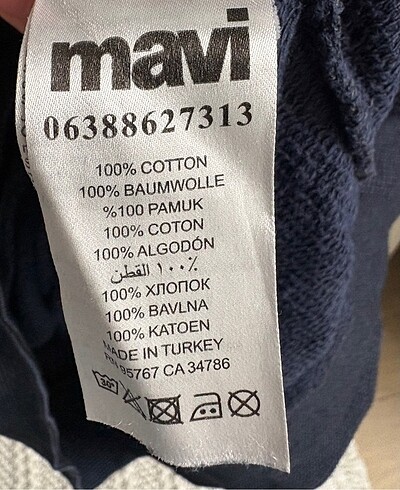 mavi
06388627313
100% COTTON
100% BAUMWOLLE
%100 PAMUK
100% COTON
100% ALGODÓN
٪١٠٠ القطن
100% ХЛОПОК
100% BAVLNA
100% KATOEN
MADE IN TURKEY
RN 95767 CA 34786
30°